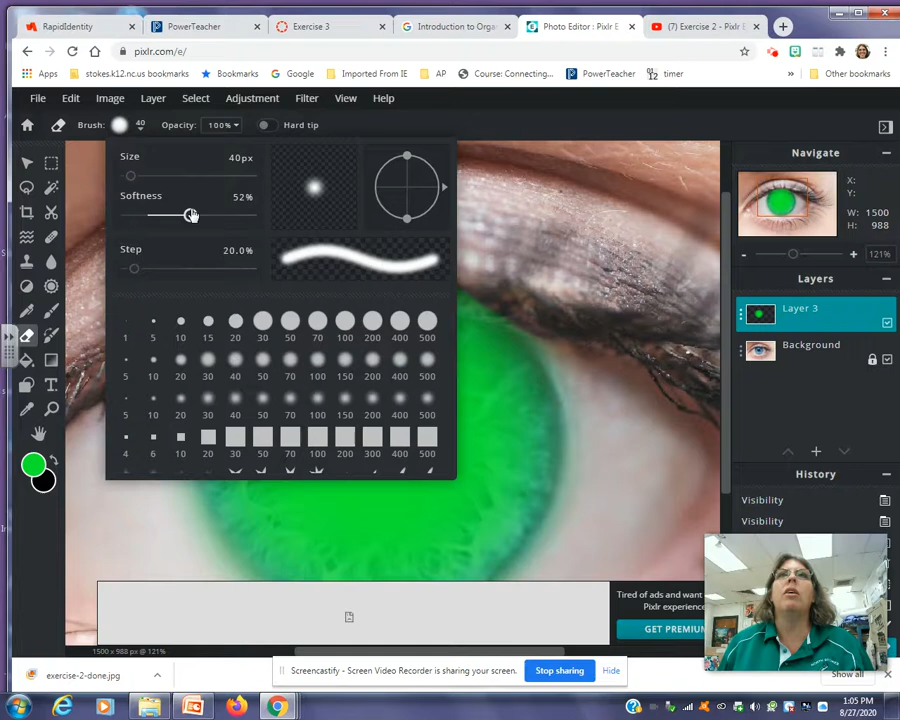 RapidIdentity
PowerTeacher
Exercise 3
Introduction to Organ
Photo Editor : Pixlr E
(7) Exercise 2 - Pixlr E
pixlr.com/e/
Apps
stokes.k12.nc.us bookmarks
Bookmarks
Google
Imported From IE
AP
Course: Connecting...
PowerTeacher
timer
Other bookmarks
File Edit Image Layer Select Adjustment Filter View Help
Brush: 40 Opacity: 100% Hard tip
Size 40px
Softness 52%
Step 20.0%
1 5 10 15 20 30 50 70 100 150 200 400 500
5 10 20 30 40 50 70 100 150 200 400 500
5 10 20 30 40 50 70 100 150 200 400 500
4 6 10 20 30 40 50 70 100 200 400 500
Navigate
X:
Y:
W: 1500
H: 988
- + 121%
Layers
Layer 3
Background
History
Visibility
Visibility
Tired of ads and want
Pixlr experience
GET PREMIUM
1500 x 988 px @ 121%
Screencastify - Screen Video Recorder is sharing your screen.
Stop sharing
Hide
exercise-2-done.jpg
Show all
1:05 PM
8/27/2020